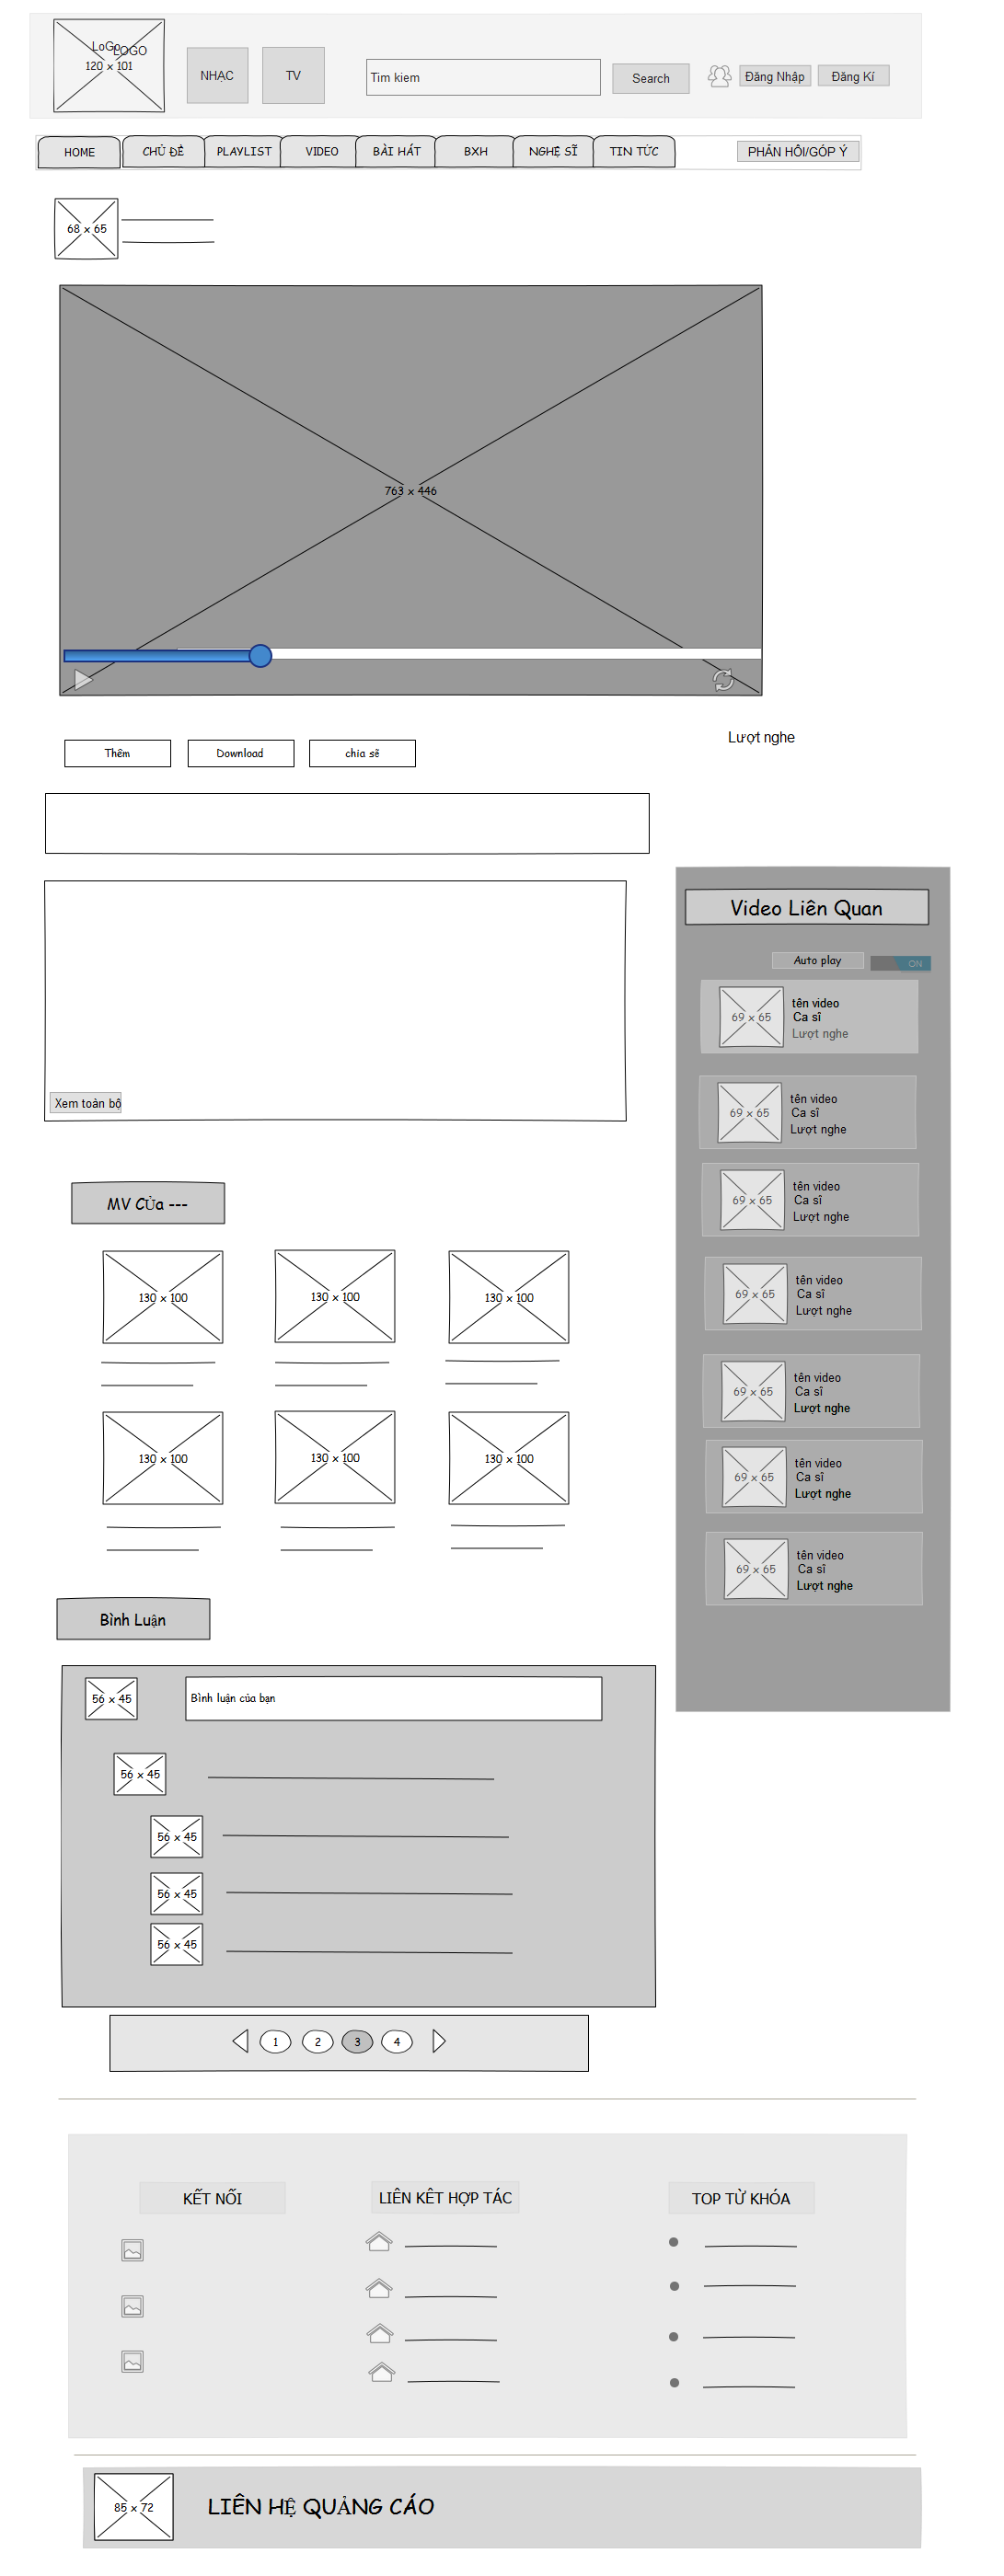 LoGo
LOGO
120 x 101
NHẠC
TV
Tim kiem
Search
Đăng Nhập
Đăng Kí
HOME
CHỦ ĐỀ
PLAYLIST
VIDEO
BÀI HÁT
BXH
NGHỆ SĨ
TIN TỨC
PHẢN HỒI/GÓP Ý
68 x 65
763 x 446
Lượt nghe
Thêm
Download
chia sẽ
Video Liên Quan
Auto play
ON
69 x 65
tên video
Ca sĩ
Lượt nghe
69 x 65
tên video
Ca sĩ
Lượt nghe
Xem toàn bộ
69 x 65
tên video
Ca sĩ
Lượt nghe
MV Của ---
69 x 65
tên video
Ca sĩ
Lượt nghe
130 x 100
130 x 100
130 x 100
69 x 65
tên video
Ca sĩ
Lượt nghe
130 x 100
130 x 100
130 x 100
69 x 65
tên video
Ca sĩ
Lượt nghe
69 x 65
tên video
Ca sĩ
Lượt nghe
Bình Luận
56 x 45
Bình luận của bạn
56 x 45
56 x 45
56 x 45
56 x 45
1
2
3
4
KẾT NỐI
LIÊN KẾT HỢP TÁC
TOP TỪ KHÓA
85 x 72
LIÊN HỆ QUẢNG CÁO